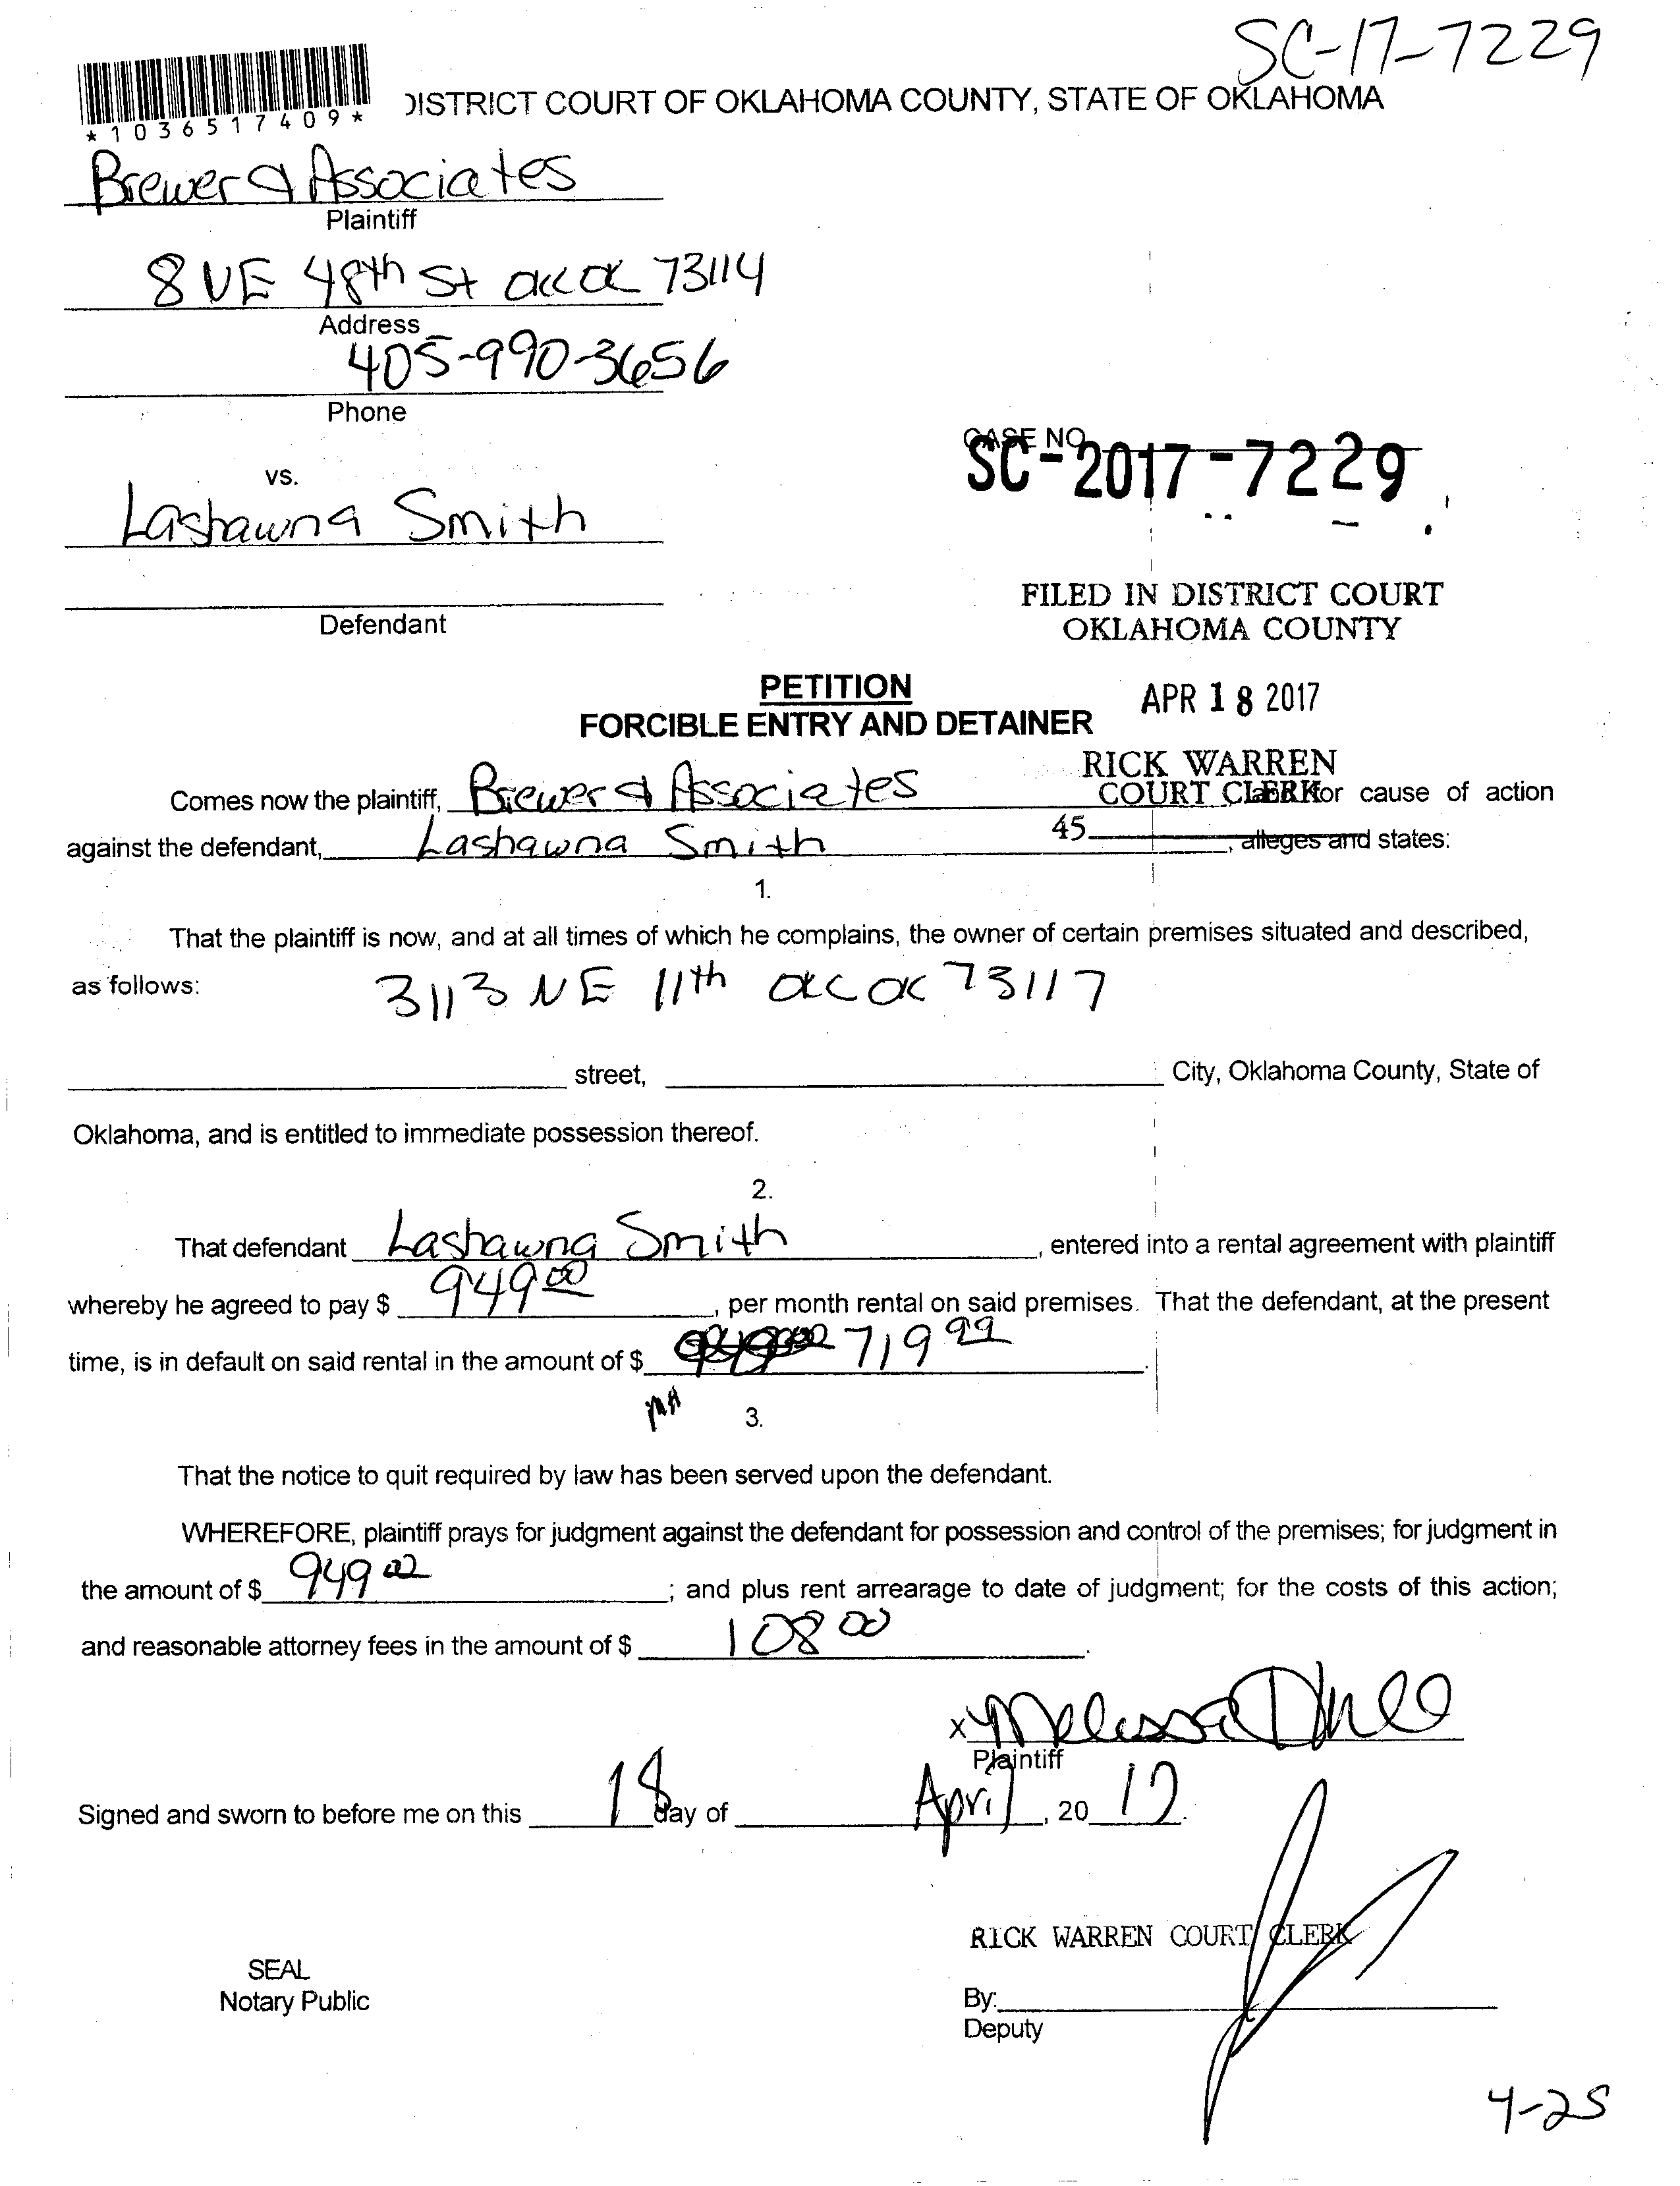 SC-17-7229
*1036517409*
DISTRICT COURT OF OKLAHOMA COUNTY, STATE OF OKLAHOMA
Brewer & Associates
Plaintiff
8 NE 48th St OKC OK 73114
Address
405-990-3656
Phone
CASE NO
SC-2017-7229
vs.
Lashawna Smith
Defendant
FILED IN DISTRICT COURT
OKLAHOMA COUNTY
APR 18 2017
RICK WARREN
COURT CLERK
45
PETITION
FORCIBLE ENTRY AND DETAINER
Comes now the plaintiff, Brewer & Associates for cause of action
against the defendant, Lashawna Smith, alleges and states:
1.
That the plaintiff is now, and at all times of which he complains, the owner of certain premises situated and described,
as follows: 3113 NE 11th OKC OK 73117
street, City, Oklahoma County, State of
Oklahoma, and is entitled to immediate possession thereof.
2.
That defendant Lashawna Smith, entered into a rental agreement with plaintiff
whereby he agreed to pay $ 949 00, per month rental on said premises. That the defendant, at the present
time, is in default on said rental in the amount of $ 719 99.
3.
That the notice to quit required by law has been served upon the defendant.
WHEREFORE, plaintiff prays for judgment against the defendant for possession and control of the premises; for judgment in
the amount of $ 949 00; and plus rent arrearage to date of judgment; for the costs of this action;
and reasonable attorney fees in the amount of $ 108 00.
x Melissa
Plaintiff
Signed and sworn to before me on this 18 day of April, 20 17.
RICK WARREN COURT CLERK
SEAL
Notary Public
By:
Deputy
4-25